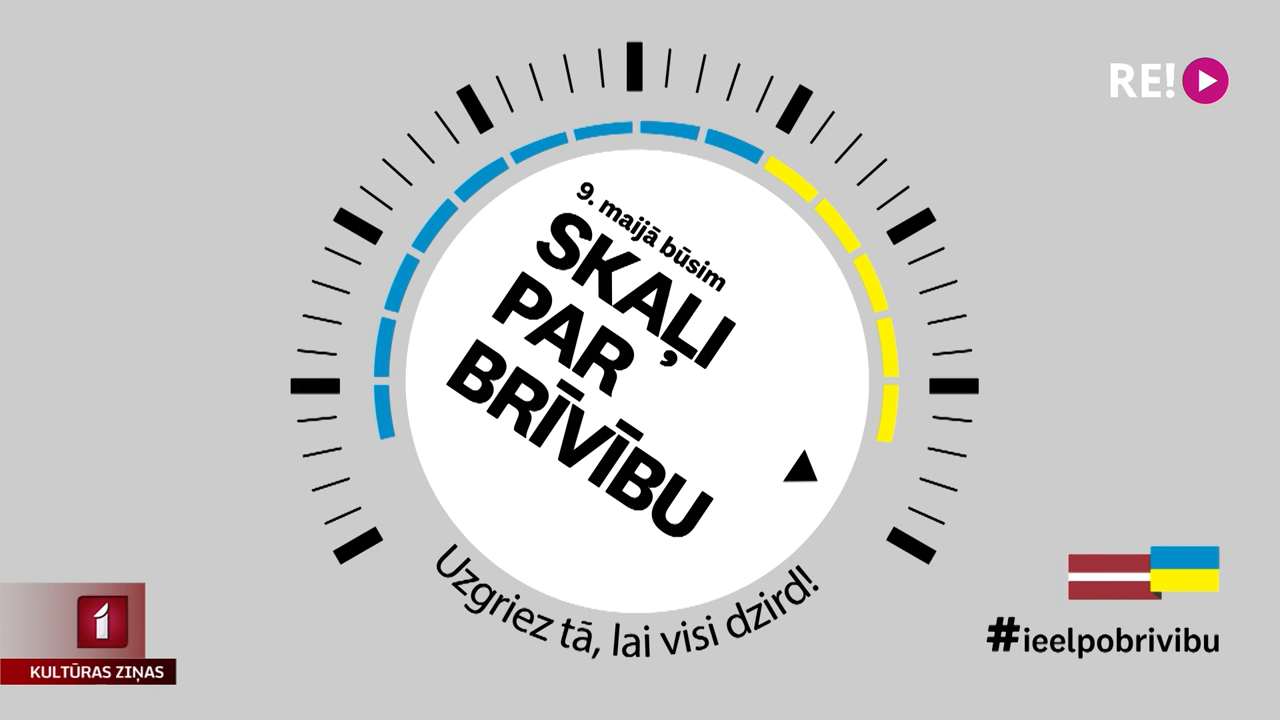 RE!
9. maijā būsim
SKAĻI
PAR
BRĪVĪBU
Uzgriez tā, lai visi dzird!
#ieelpobrivibu
1
KULTŪRAS ZIŅAS